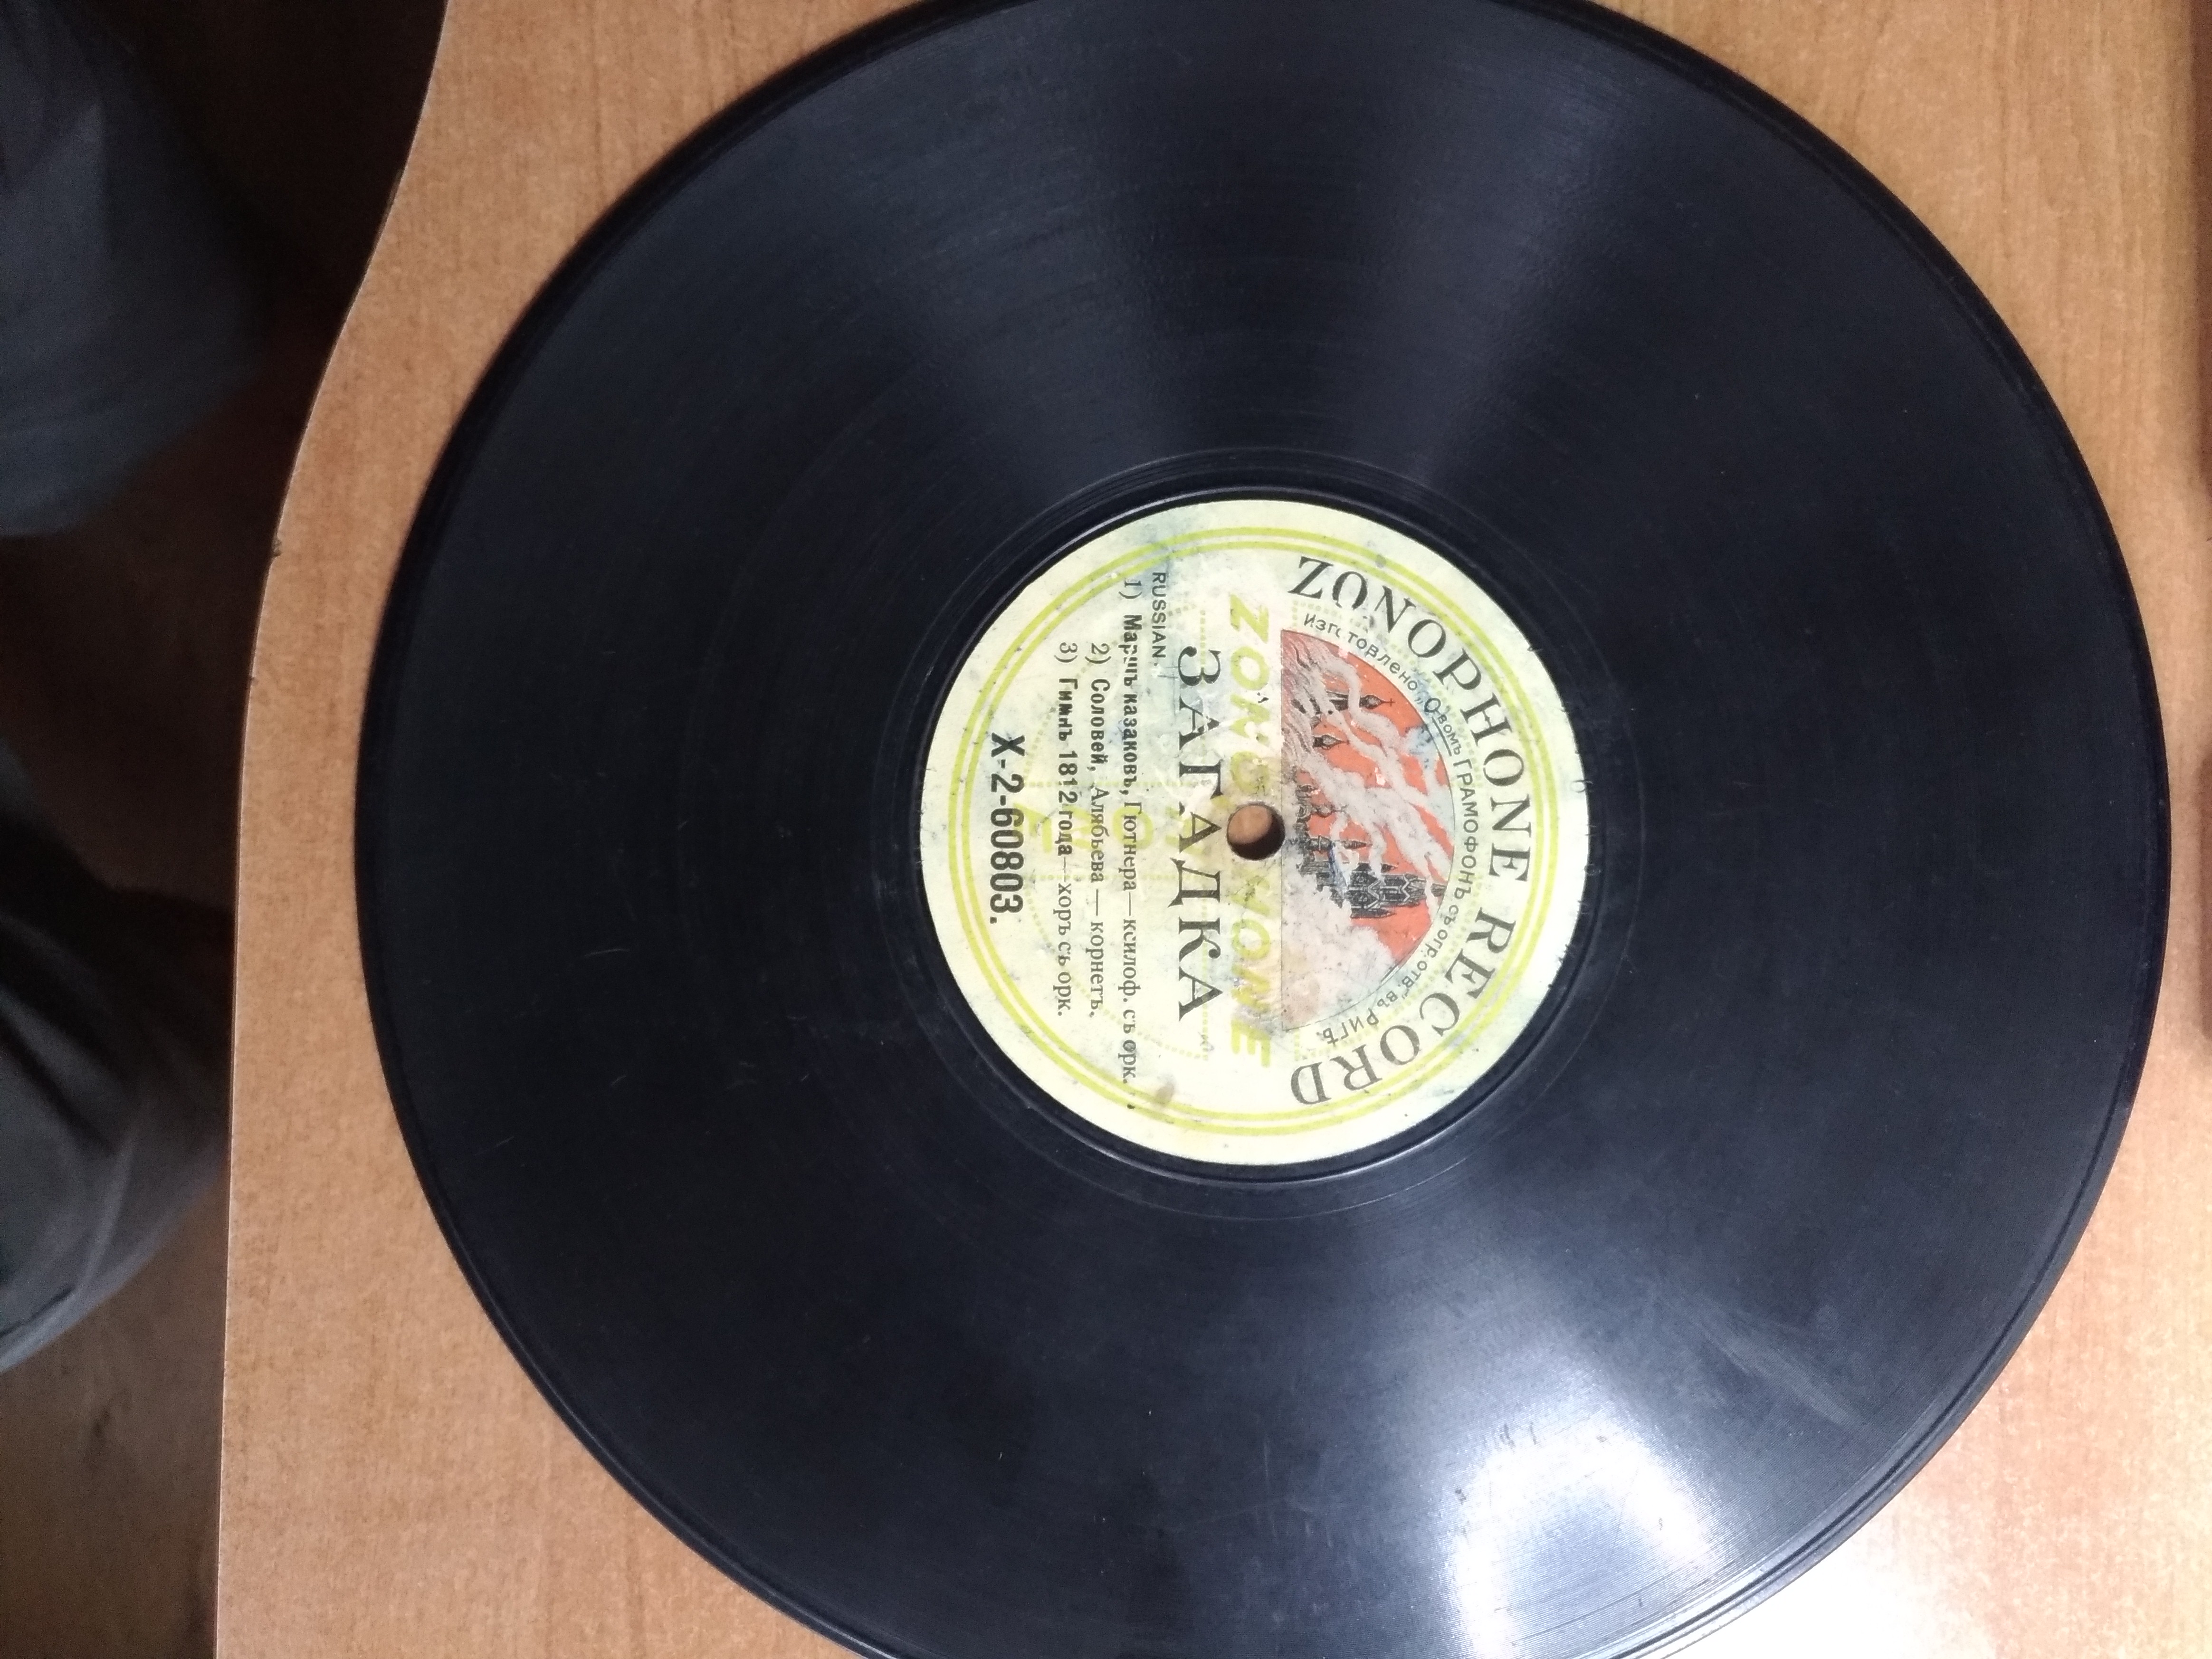 ZONOPHONE RECORD
Изготовлено „О-вомъ ГРАМОФОНЪ съ огр. отв.“ въ РИГѢ.
ZONOPHONE
ЗАГАДКА
RUSSIAN.
1) Маршъ казаковъ, Гютнера — ксилоф. съ орк.
2) Соловей, Алябьева — корнетъ.
3) Гимнъ 1812 года — хоръ съ орк.
X-2-60803.